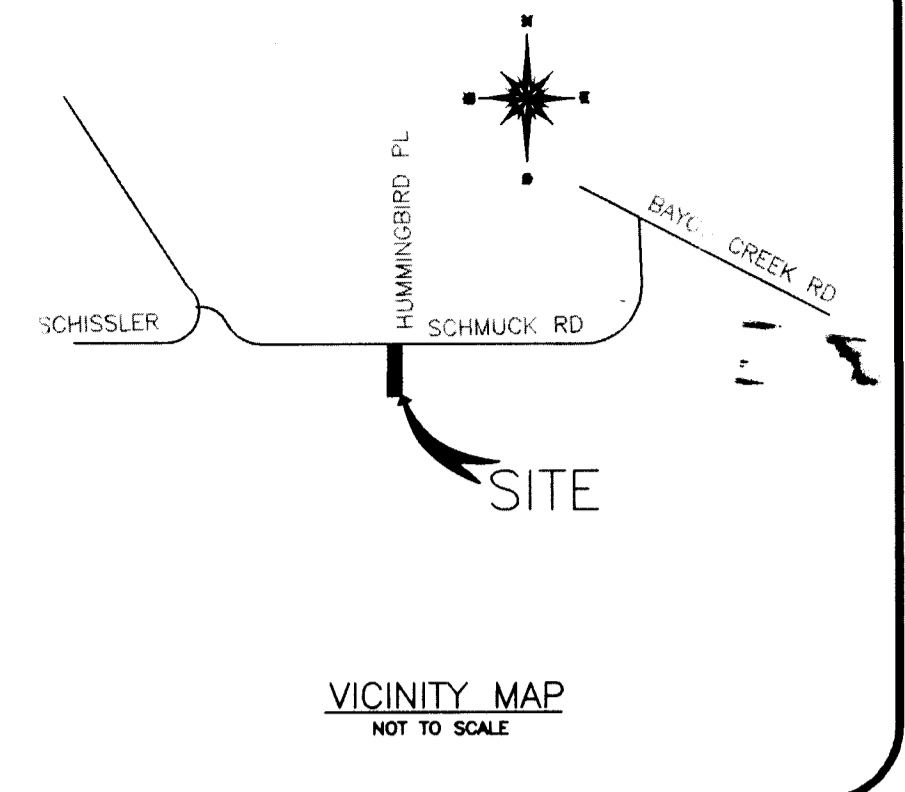 N
HUMMINGBIRD PL
CREEK RD
SCHISSLER
SCHMUCK RD
SITE
VICINITY MAP
NOT TO SCALE